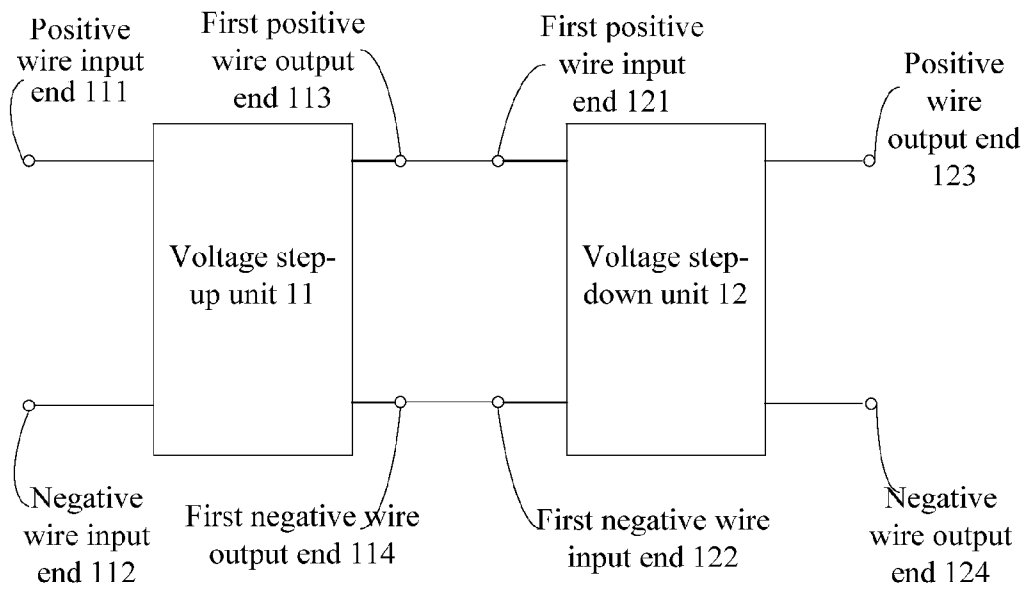 Positive
wire input
end 111
First positive
wire output
end 113
First positive
wire input
end 121
Positive
wire
output end
123
Voltage step-
up unit 11
Voltage step-
down unit 12
Negative
wire input
end 112
First negative wire
output end 114
First negative wire
input end 122
Negative
wire output
end 124